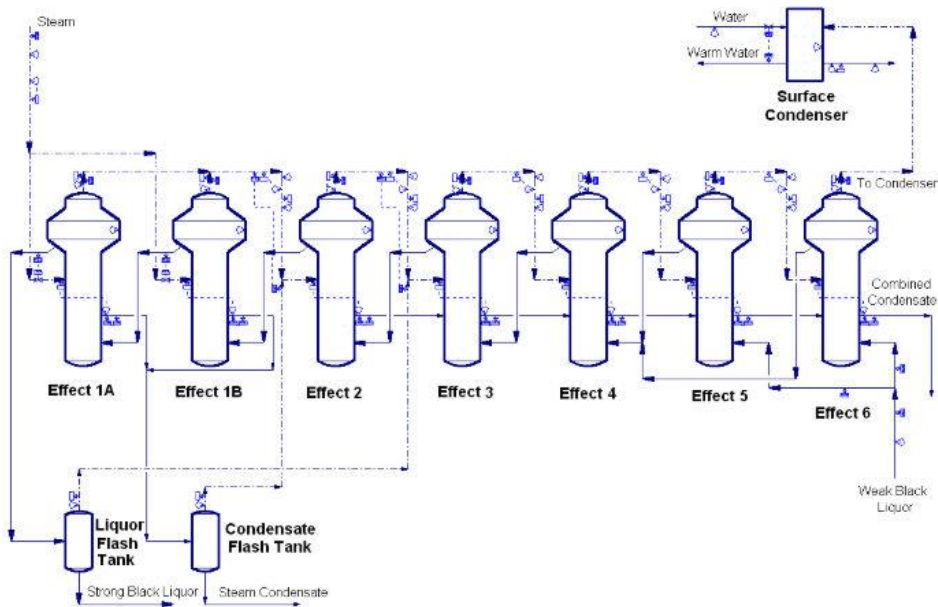 Steam
Water
Warm Water
Surface
Condenser
To Condenser
Combined
Condensate
Effect 1A
Effect 1B
Effect 2
Effect 3
Effect 4
Effect 5
Effect 6
Weak Black
Liquor
Liquor
Flash
Tank
Condensate
Flash Tank
Strong Black Liquor
Steam Condensate